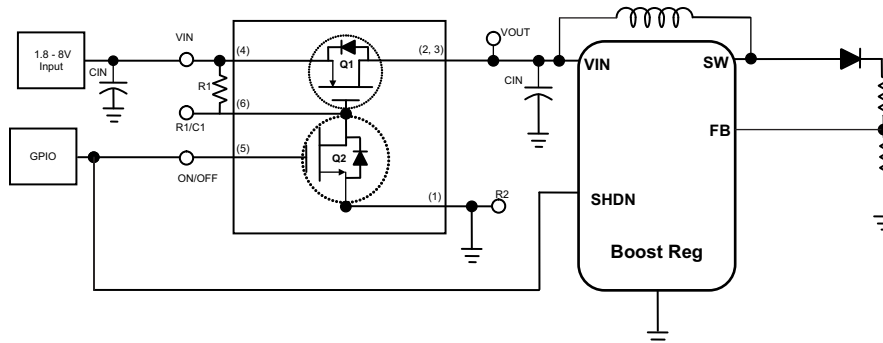 1.8 - 8V
Input
CIN
VIN
R1
R1/C1
GPIO
ON/OFF
(4)
(6)
(5)
Q1
Q2
(2, 3)
(1)
R2
VOUT
CIN
VIN
SW
FB
SHDN
Boost Reg